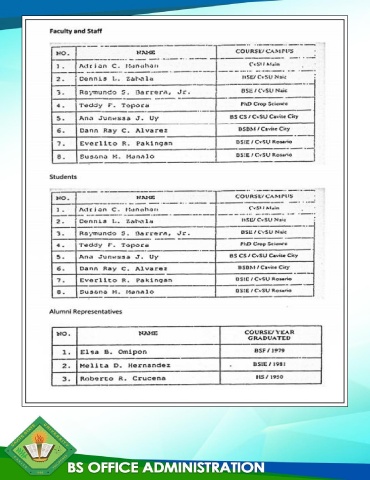 Faculty and Staff
NO. NAME COURSE/ CAMPUS
1. Adrian C. Manahan CvSU Main
2. Dennis L. Zabala BSE/ CvSU Naic
3. Raymundo S. Barrera, Jr. BSE / CvSU Naic
4. Teddy F. Topora PhD Crop Science
5. Ana Junessa J. Uy BS CS / CvSU Cavite City
6. Dann Ray C. Alvarez BSBM / Cavite City
7. Everlito R. Pakingan BSIE / CvSU Rosario
8. Susana M. Manalo BSIE / CvSU Rosario
Students
NO. NAME COURSE/ CAMPUS
1. Adrian C. Manahan CvSU Main
2. Dennis L. Zabala BSE/ CvSU Naic
3. Raymundo S. Barrera, Jr. BSE / CvSU Naic
4. Teddy F. Topora PhD Crop Science
5. Ana Junessa J. Uy BS CS / CvSU Cavite City
6. Dann Ray C. Alvarez BSBM / Cavite City
7. Everlito R. Pakingan BSIE / CvSU Rosario
8. Susana M. Manalo BSIE / CvSU Rosario
Alumni Representatives
NO. NAME COURSE/ YEAR
GRADUATED
1. Elsa B. Omipon BSF / 1979
2. Melita D. Hernandez BSIE / 1981
3. Roberto R. Crucena HS / 1950
BS OFFICE ADMINISTRATION